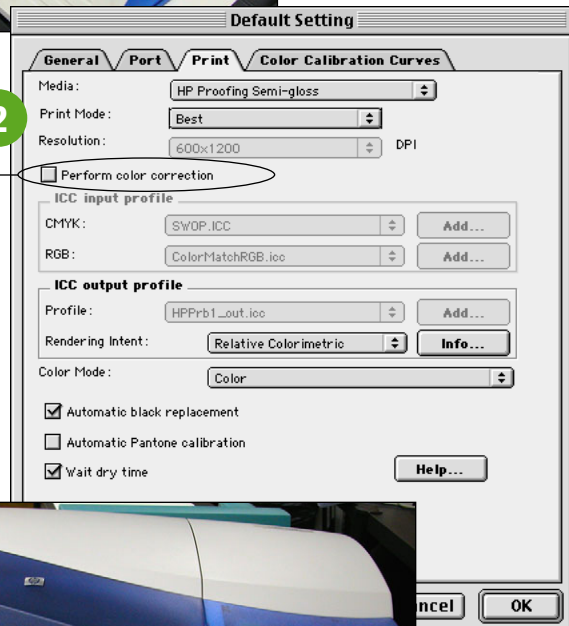 Default Setting
General Port Print Color Calibration Curves
Media: HP Proofing Semi-gloss
2
Print Mode: Best
Resolution: 600x1200 DPI
Perform color correction
ICC input profile
CMYK: SWOP.ICC Add...
RGB: ColorMatchRGB.icc Add...
ICC output profile
Profile: HPPrb1_out.icc Add...
Rendering Intent: Relative Colorimetric Info...
Color Mode: Color
Automatic black replacement
Automatic Pantone calibration
Wait dry time Help...
ncel OK